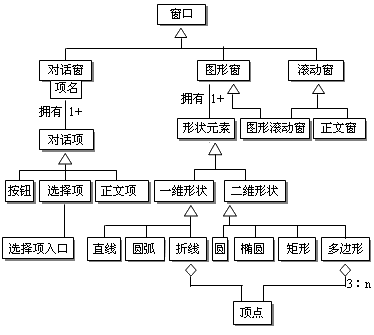 窗口
对话窗
图形窗
滚动窗
项名
拥有 1+
拥有 1+
对话项
形状元素
图形滚动窗
正文窗
按钮
选择项
正文项
一维形状
二维形状
选择项入口
直线
圆弧
折线
圆
椭圆
矩形
多边形
3：n
顶点